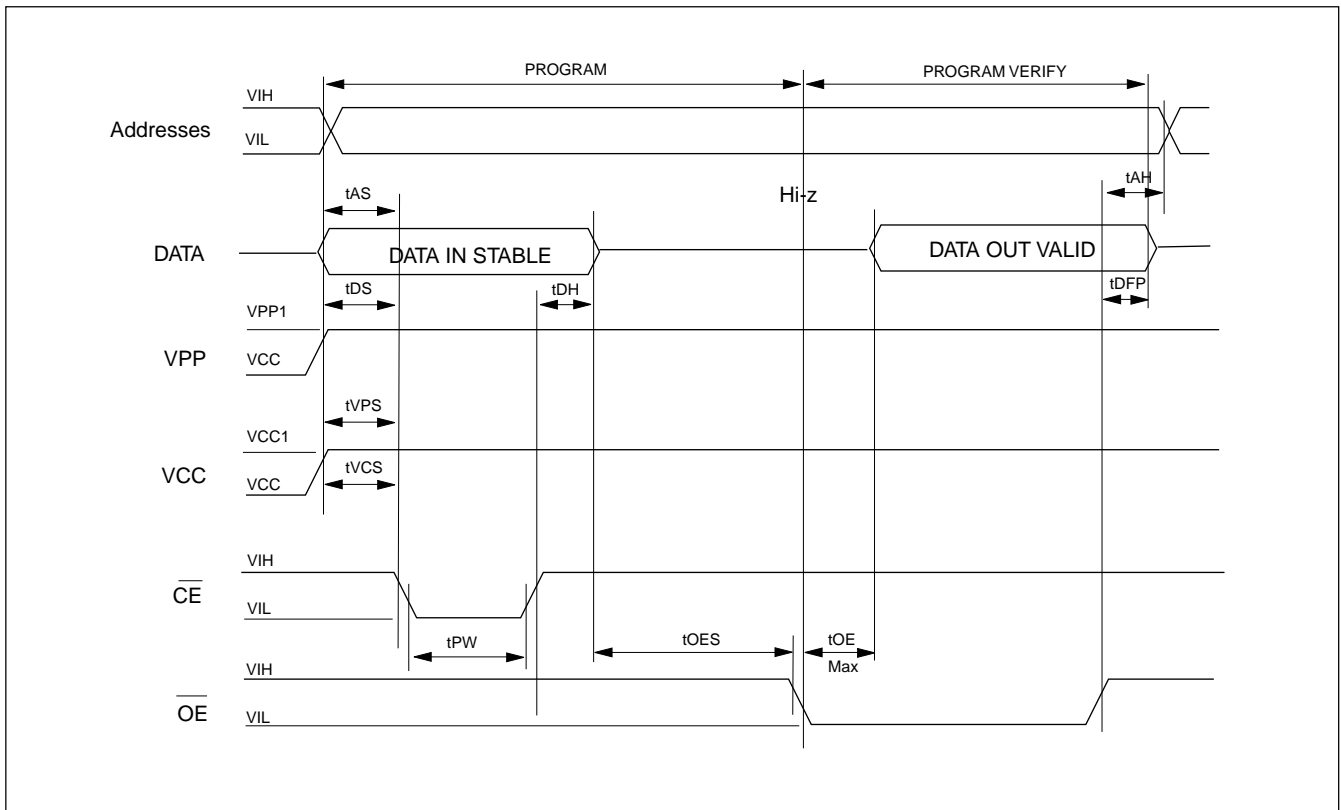 PROGRAM
PROGRAM VERIFY
VIH
Addresses
VIL
tAS
Hi-z
tAH
DATA
DATA IN STABLE
DATA OUT VALID
tDS
tDH
tDFP
VPP1
VPP
VCC
tVPS
VCC1
VCC
tVCS
VCC
VIH
CE
VIL
tPW
tOES
tOE
Max
VIH
OE
VIL